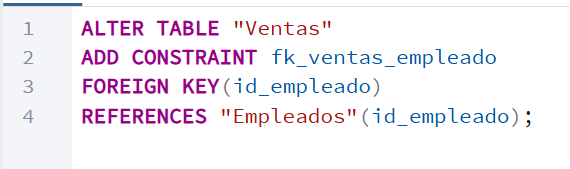 1 ALTER TABLE "Ventas"
2 ADD CONSTRAINT fk_ventas_empleado
3 FOREIGN KEY(id_empleado)
4 REFERENCES "Empleados"(id_empleado);